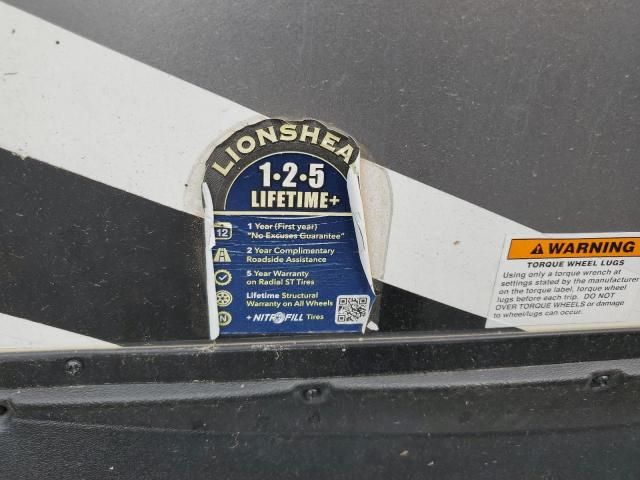 LIONSHEA
1·2·5
LIFETIME+
12
1 Year (First year)
"No Excuses Guarantee"
2 Year Complimentary
Roadside Assistance
5 Year Warranty
on Radial ST Tires
Lifetime Structural
Warranty on All Wheels
N
+ NITROFILL Tires
WARNING
TORQUE WHEEL LUGS
Using only a torque wrench at
settings stated by the manufacturer
on the torque label, torque wheel
lugs before each trip. DO NOT
OVER TORQUE WHEELS or damage
to wheel/lugs can occur.